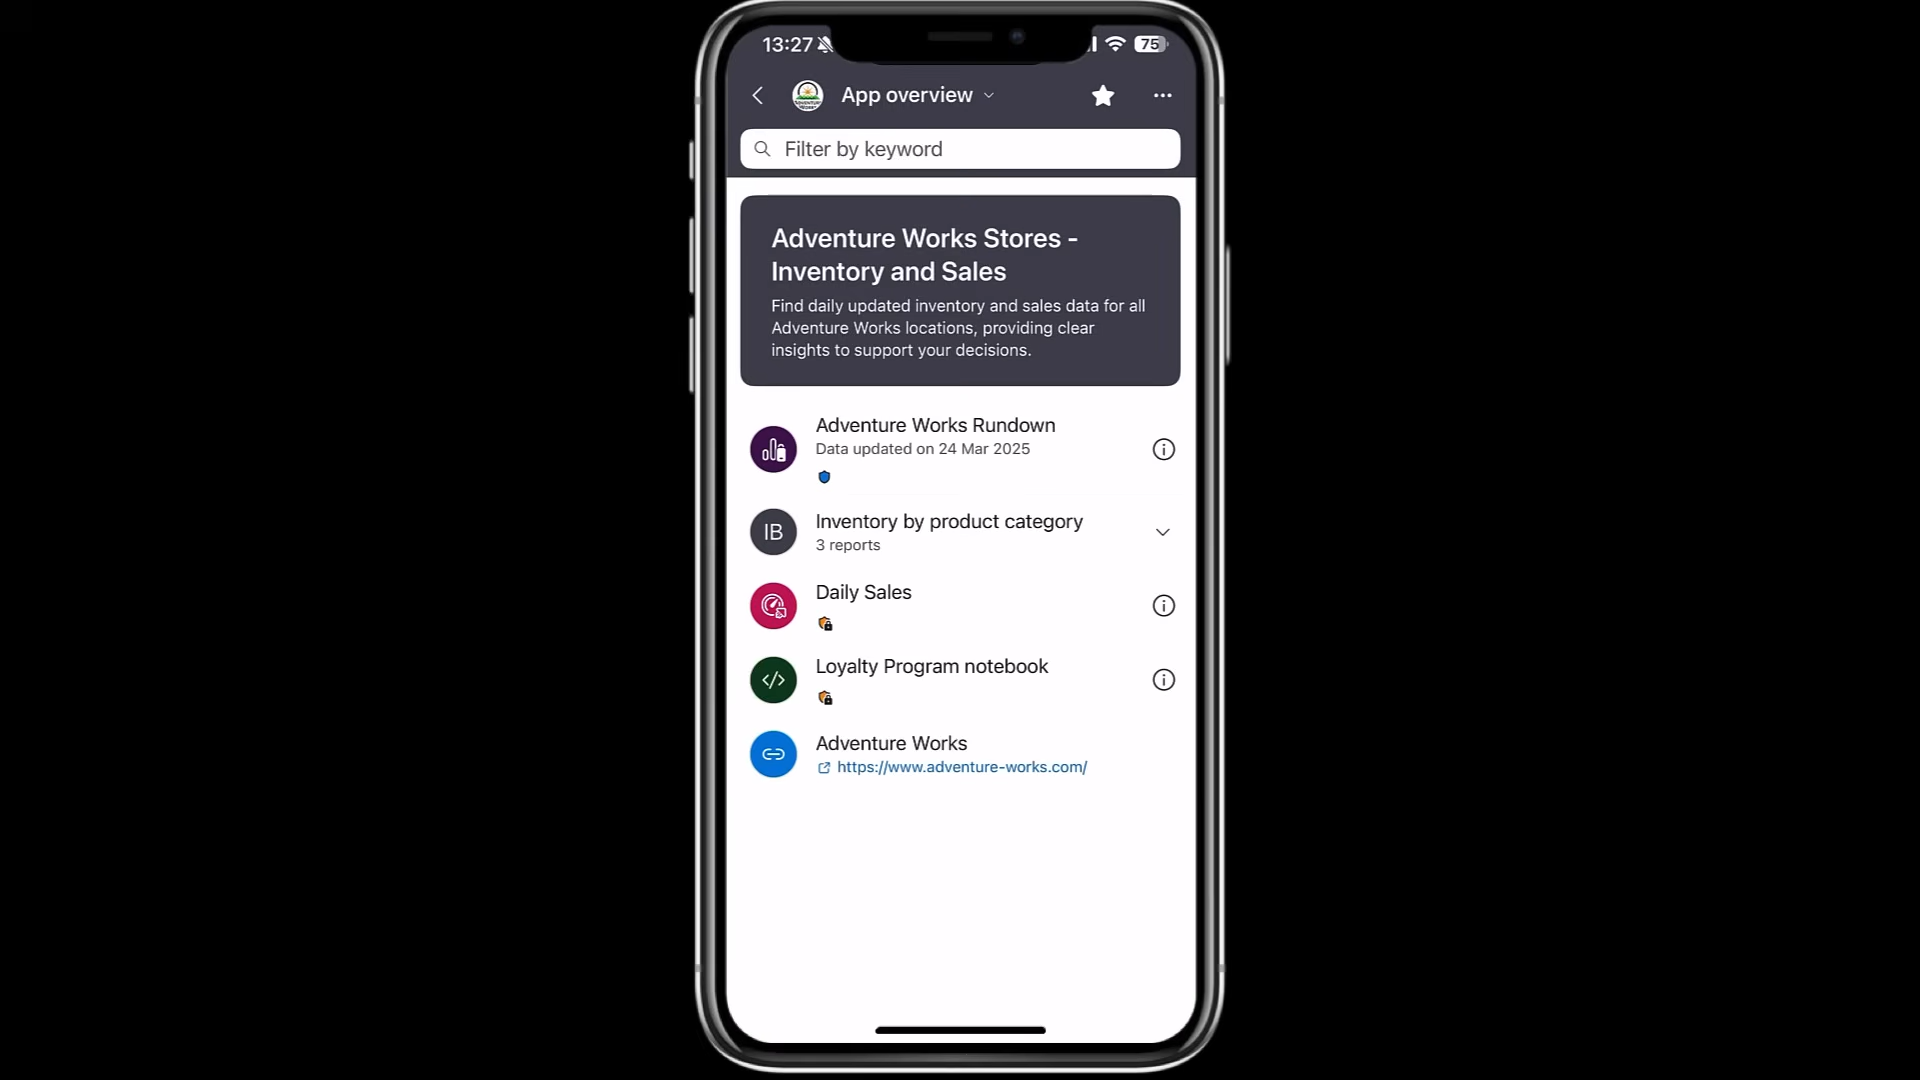 13:27
75
App overview
Filter by keyword
Adventure Works Stores -
Inventory and Sales
Find daily updated inventory and sales data for all
Adventure Works locations, providing clear
insights to support your decisions.
Adventure Works Rundown
Data updated on 24 Mar 2025
IB
Inventory by product category
3 reports
Daily Sales
Loyalty Program notebook
Adventure Works
https://www.adventure-works.com/